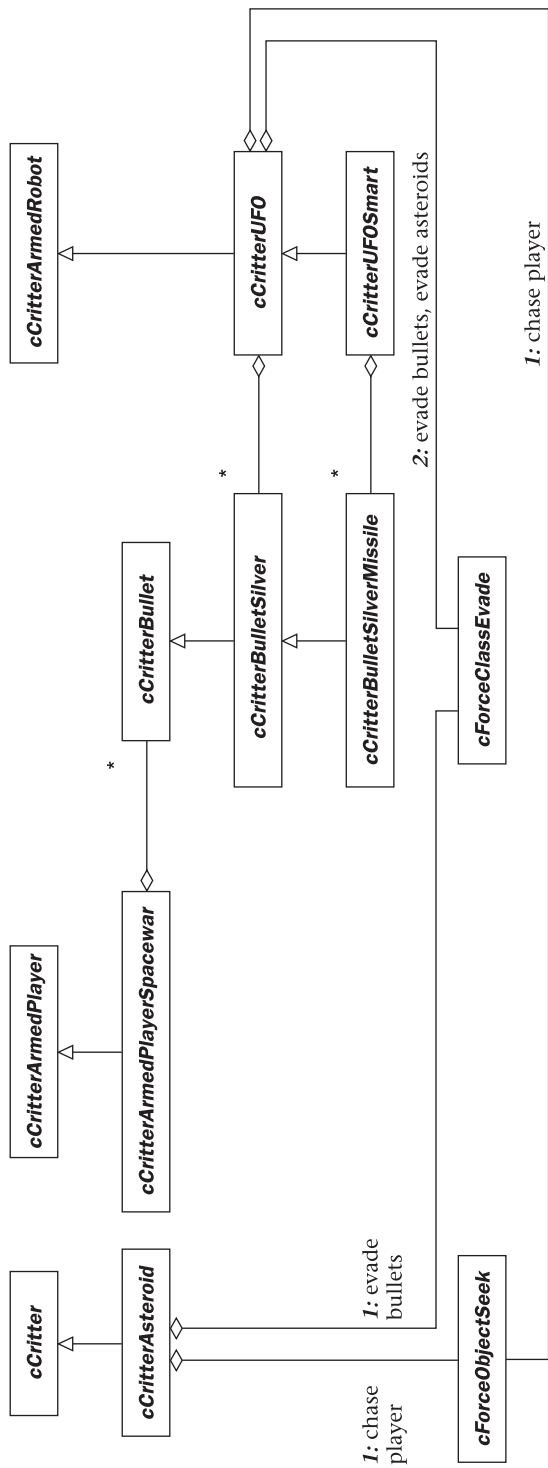 cCritter
cCritterArmedPlayer
cCritterArmedRobot
cCritterAsteroid
cCritterArmedPlayerSpacewar
*
cCritterBullet
cCritterBulletSilver
*
cCritterUFO
cCritterBulletSilverMissile
*
cCritterUFOSmart
1: chase
player
1: evade
bullets
2: evade bullets, evade asteroids
cForceObjectSeek
cForceClassEvade
1: chase player